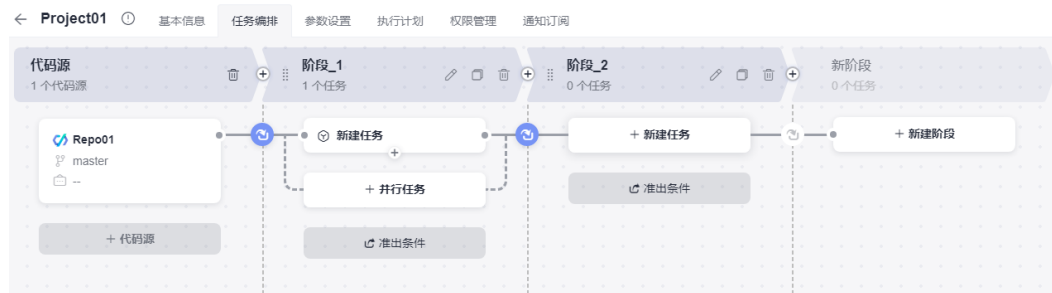 Project01
基本信息 任务编排 参数设置 执行计划 权限管理 通知订阅
代码源 阶段_1 阶段_2 新阶段
1 个代码源 1 个任务 0 个任务 0 个任务
Repo01 新建任务 + 新建任务 + 新建阶段
master
--
+ 并行任务 准出条件
+ 代码源 准出条件